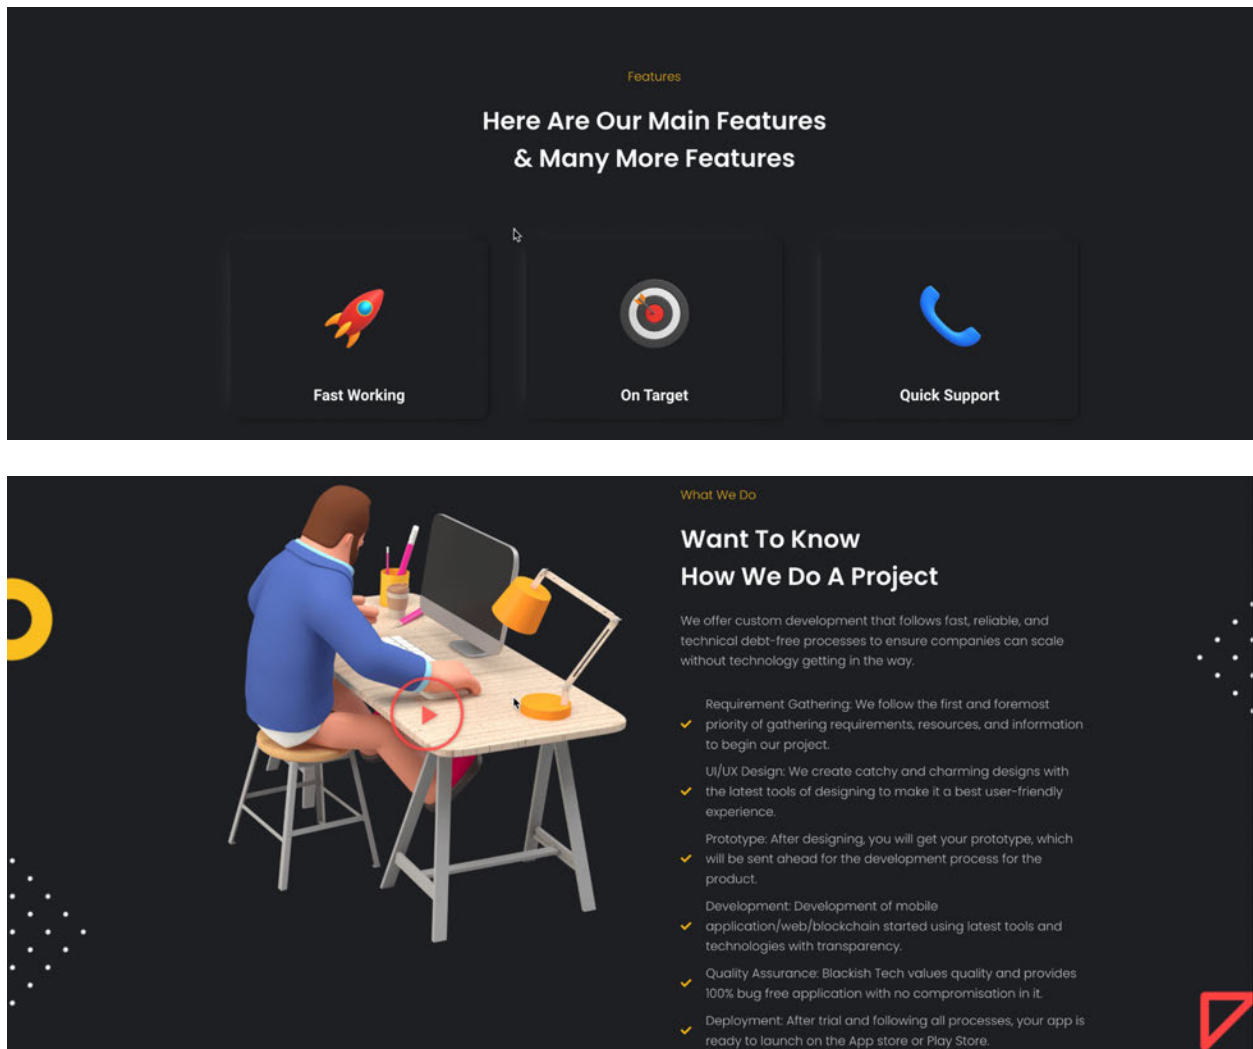 Features
Here Are Our Main Features
& Many More Features
Fast Working
On Target
Quick Support
What We Do
Want To Know
How We Do A Project
We offer custom development that follows fast, reliable, and
technical debt-free processes to ensure companies can scale
without technology getting in the way.
Requirement Gathering: We follow the first and foremost
priority of gathering requirements, resources, and information
to begin our project.
UI/UX Design: We create catchy and charming designs with
the latest tools of designing to make it a best user-friendly
experience.
Prototype: After designing, you will get your prototype, which
will be sent ahead for the development process for the
product.
Development: Development of mobile
application/web/blockchain started using latest tools and
technologies with transparency.
Quality Assurance: Blackish Tech values quality and provides
100% bug free application with no compromisation in it.
Deployment: After trial and following all processes, your app is
ready to launch on the App store or Play Store.